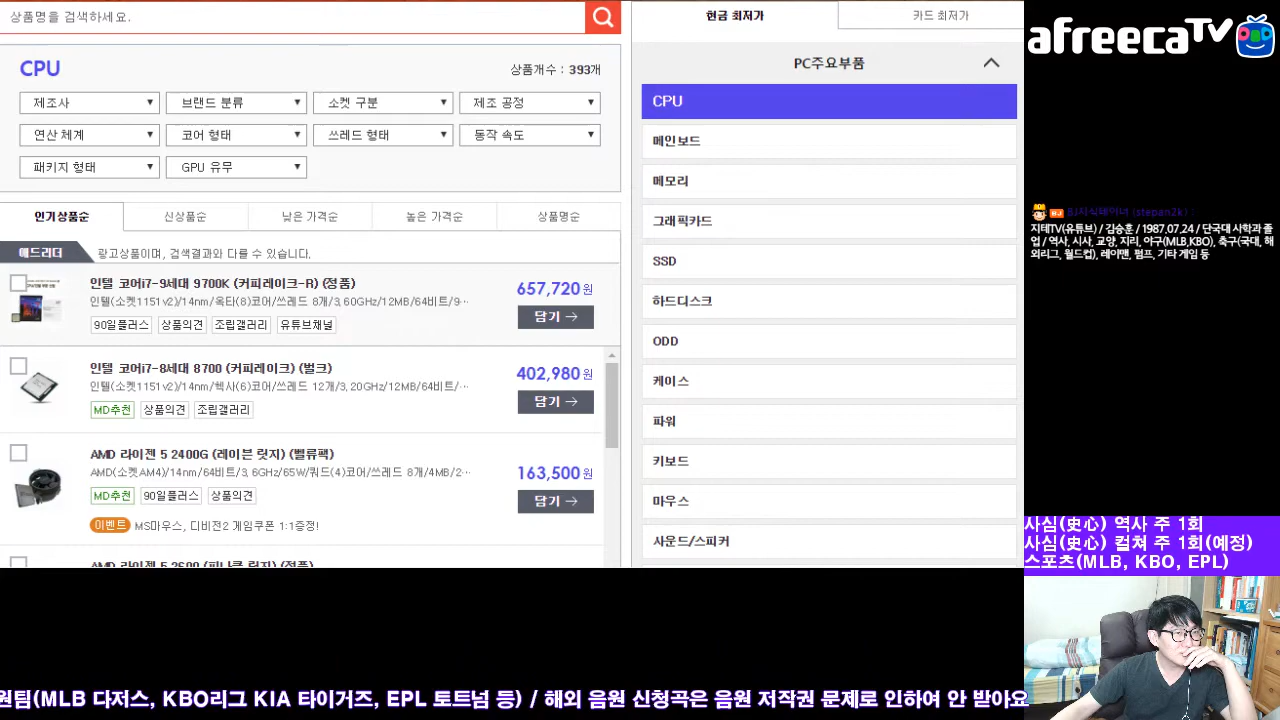 상품명을 검색하세요.
CPU
상품개수 : 393개
제조사
브랜드 분류
소켓 구분
제조 공정
연산 체계
코어 형태
쓰레드 형태
동작 속도
패키지 형태
GPU 유무
인기상품순
신상품순
낮은 가격순
높은 가격순
상품명순
애드리더
광고상품이며, 검색결과와 다를 수 있습니다.
인텔 코어i7-9세대 9700K (커피레이크-R) (정품)
인텔(소켓1151v2)/14nm/옥타(8)코어/쓰레드 8개/3.60GHz/12MB/64비트/9…
90일플러스
상품의견
조립갤러리
유튜브채널
657,720원
담기 →
인텔 코어i7-8세대 8700 (커피레이크) (벌크)
인텔(소켓1151v2)/14nm/헥사(6)코어/쓰레드 12개/3.20GHz/12MB/64비트/…
MD추천
상품의견
조립갤러리
402,980원
담기 →
AMD 라이젠 5 2400G (레이븐 릿지) (밸류팩)
AMD(소켓AM4)/14nm/64비트/3.6GHz/65W/쿼드(4)코어/쓰레드 8개/4MB/2…
MD추천
90일플러스
상품의견
이벤트 MS마우스, 디비전2 게임쿠폰 1:1증정!
163,500원
담기 →
AMD 라이젠 5 2600 (피나클 릿지) (정품)
현금 최저가
카드 최저가
PC주요부품
CPU
메인보드
메모리
그래픽카드
SSD
하드디스크
ODD
케이스
파워
키보드
마우스
사운드/스피커
afreecaTV
BJ지식테이너 (stepan2k) :
지테TV(유튜브) / 김승훈 / 1987.07.24 / 단국대 사학과 졸
업 / 역사, 시사, 교양, 지리, 야구(MLB,KBO), 축구(국대, 해
외리그, 월드컵), 레이맨, 펌프, 기타 게임 등
사심(史心) 역사 주 1회
사심(史心) 컬쳐 주 1회(예정)
스포츠(MLB, KBO, EPL)
원팀(MLB 다저스, KBO리그 KIA 타이거즈, EPL 토트넘 등) / 해외 음원 신청곡은 음원 저작권 문제로 인하여 안 받아요